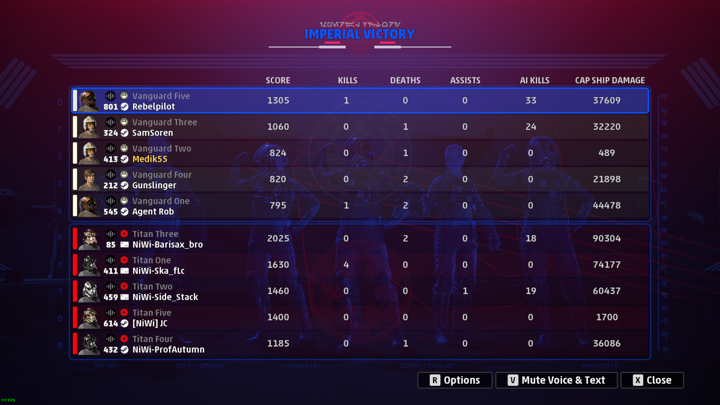 IMPERIAL VICTORY
SCORE KILLS DEATHS ASSISTS AI KILLS CAP SHIP DAMAGE
Vanguard Five
801 Rebelpilot 1305 1 0 0 33 37609
Vanguard Three
324 SamSoren 1060 0 1 0 24 32220
Vanguard Two
413 Medik55 824 0 1 0 0 489
Vanguard Four
212 Gunslinger 820 0 2 0 0 21898
Vanguard One
545 Agent Rob 795 1 2 0 0 44478
Titan Three
85 NiWi-Barisax_bro 2025 0 2 0 18 90304
Titan One
411 NiWi-Ska_fLc 1630 4 0 0 0 74177
Titan Two
459 NiWi-Side_Stack 1460 0 0 1 19 60437
Titan Five
614 [NiWi] JC 1400 0 0 0 0 1700
Titan Four
432 NiWi-ProfAutumn 1185 0 1 0 0 36086
R Options V Mute Voice & Text X Close